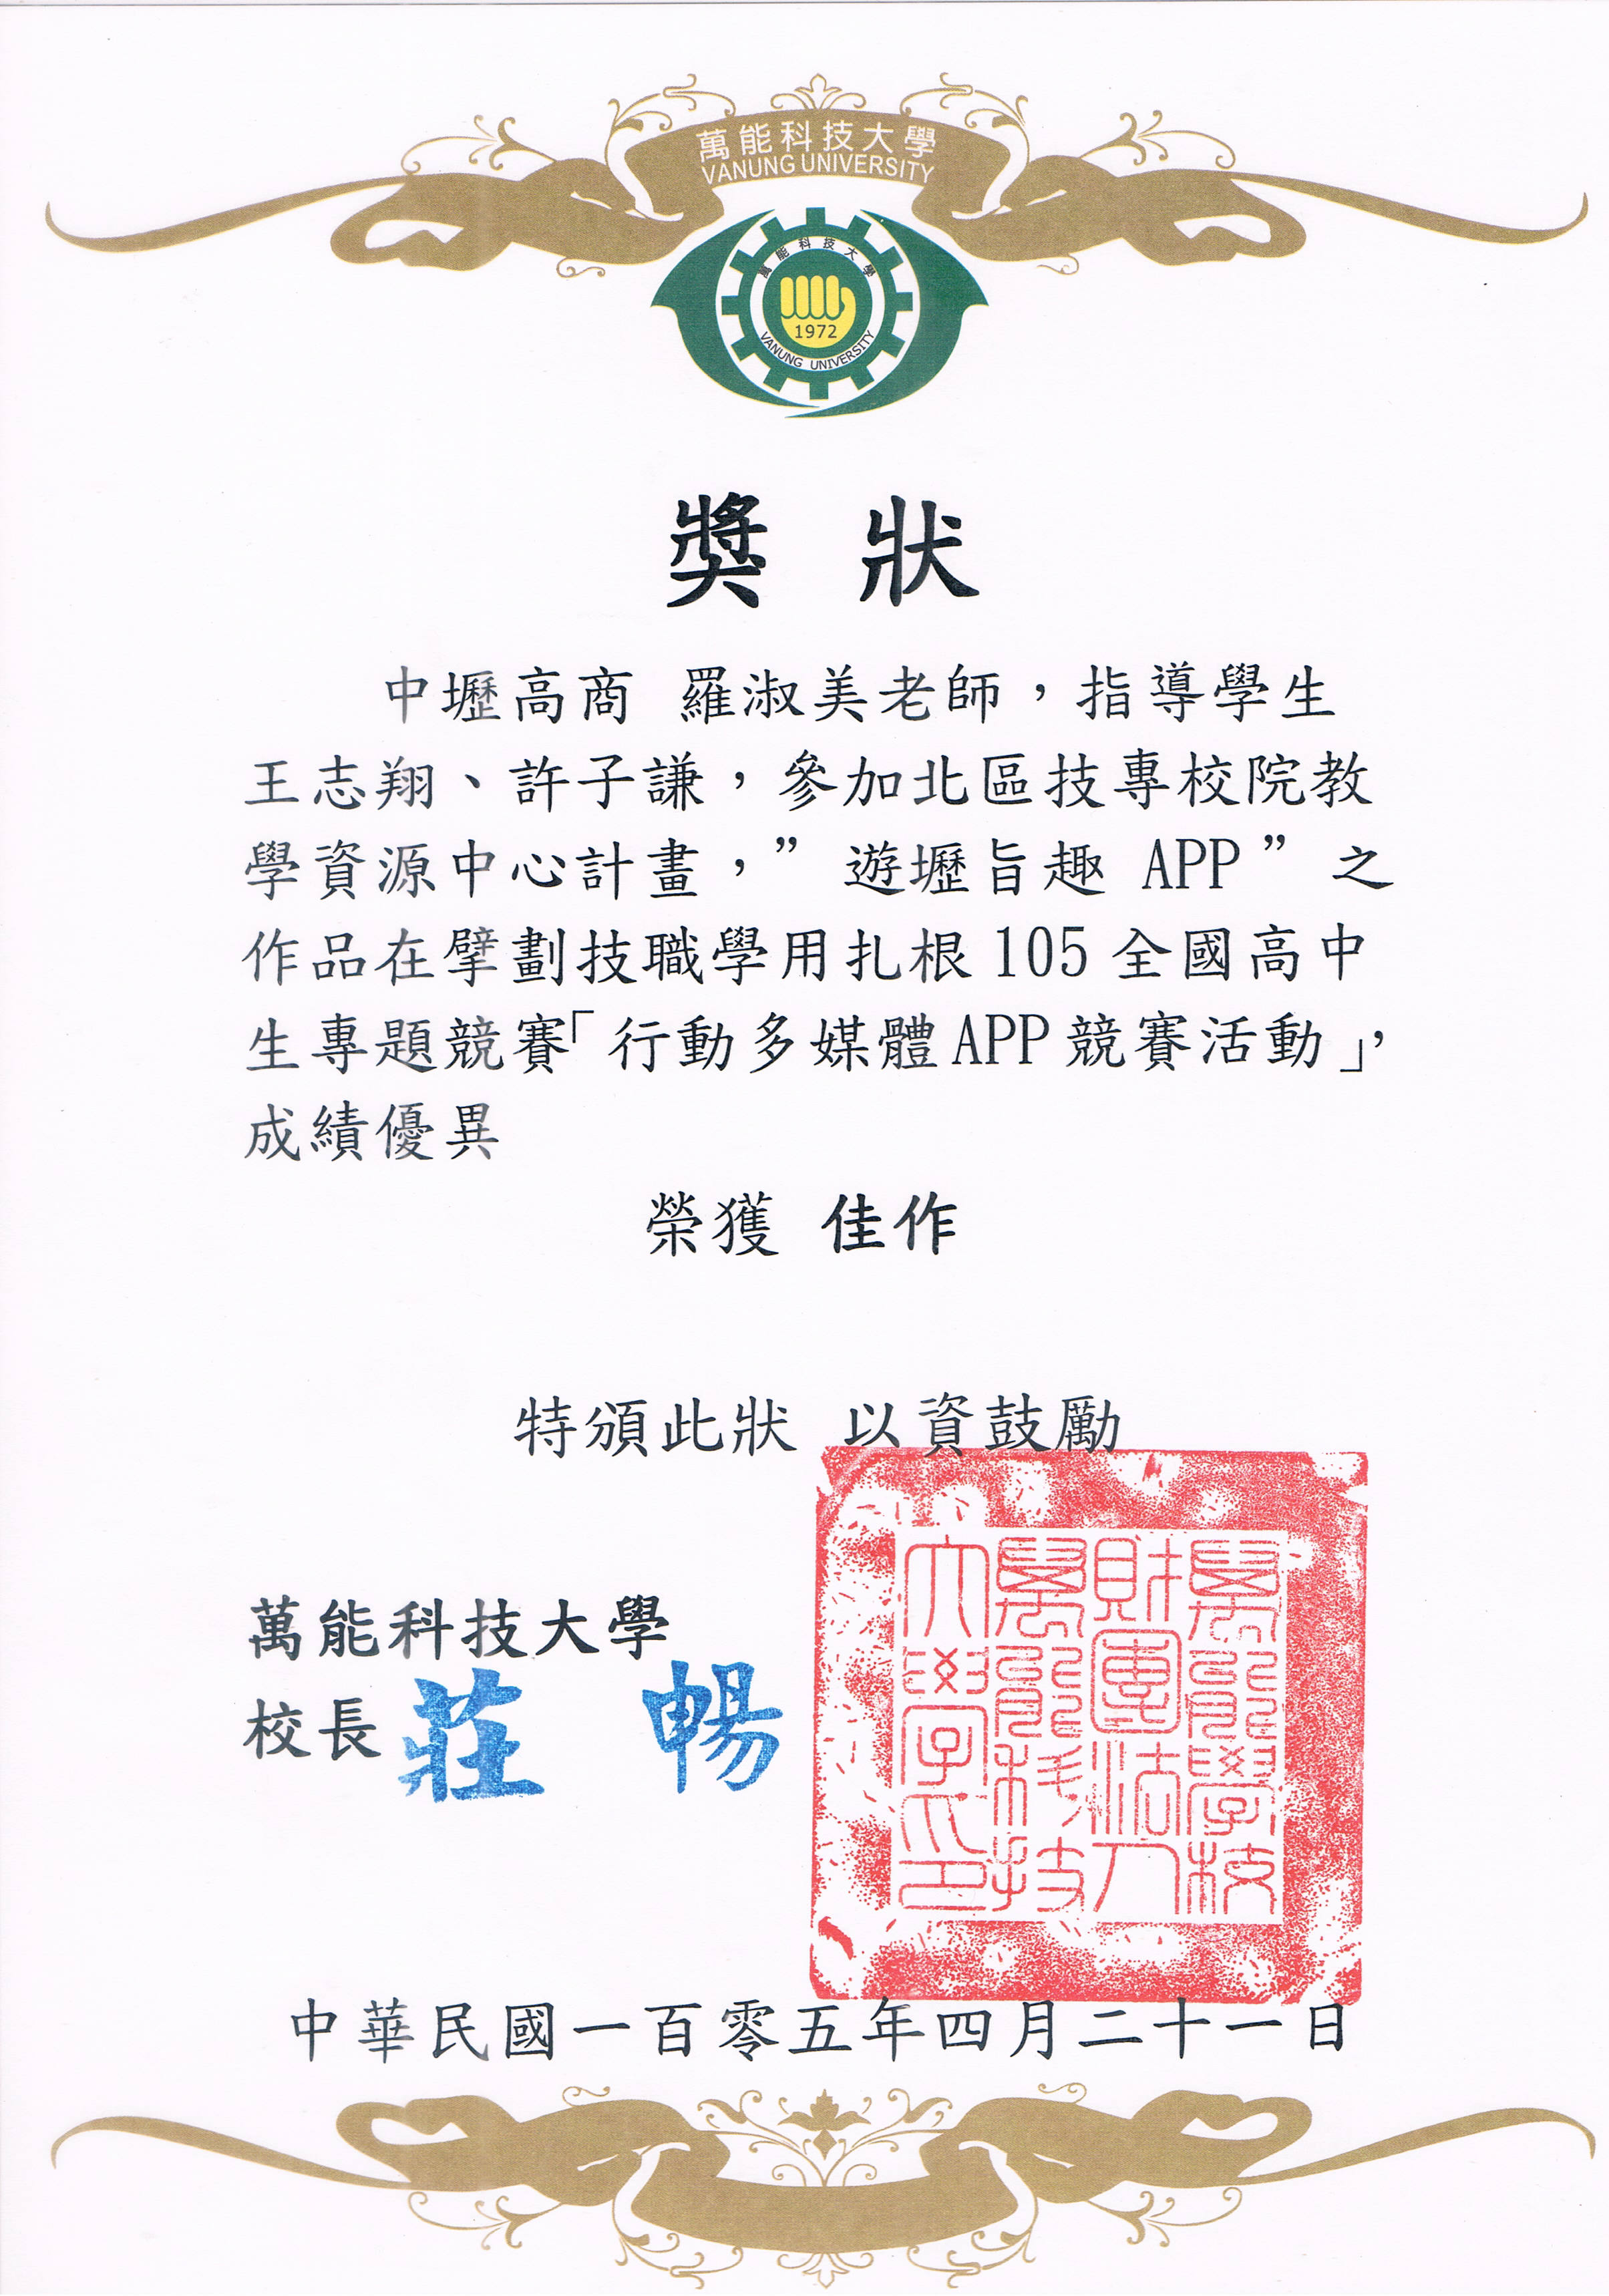 萬能科技大學
VANUNG UNIVERSITY
萬能科技大學
1972
VANUNG UNIVERSITY
獎 狀
中壢高商 羅淑美老師，指導學生
王志翔、許子謙，參加北區技專校院教
學資源中心計畫，”遊壢旨趣 APP”之
作品在擘劃技職學用扎根105全國高中
生專題競賽「行動多媒體APP競賽活動」，
成績優異
榮獲 佳作
特頒此狀 以資鼓勵
萬能科技大學
校長 莊 暢
萬能學校
財團法人
萬能科技
大學印
中華民國一百零五年四月二十一日